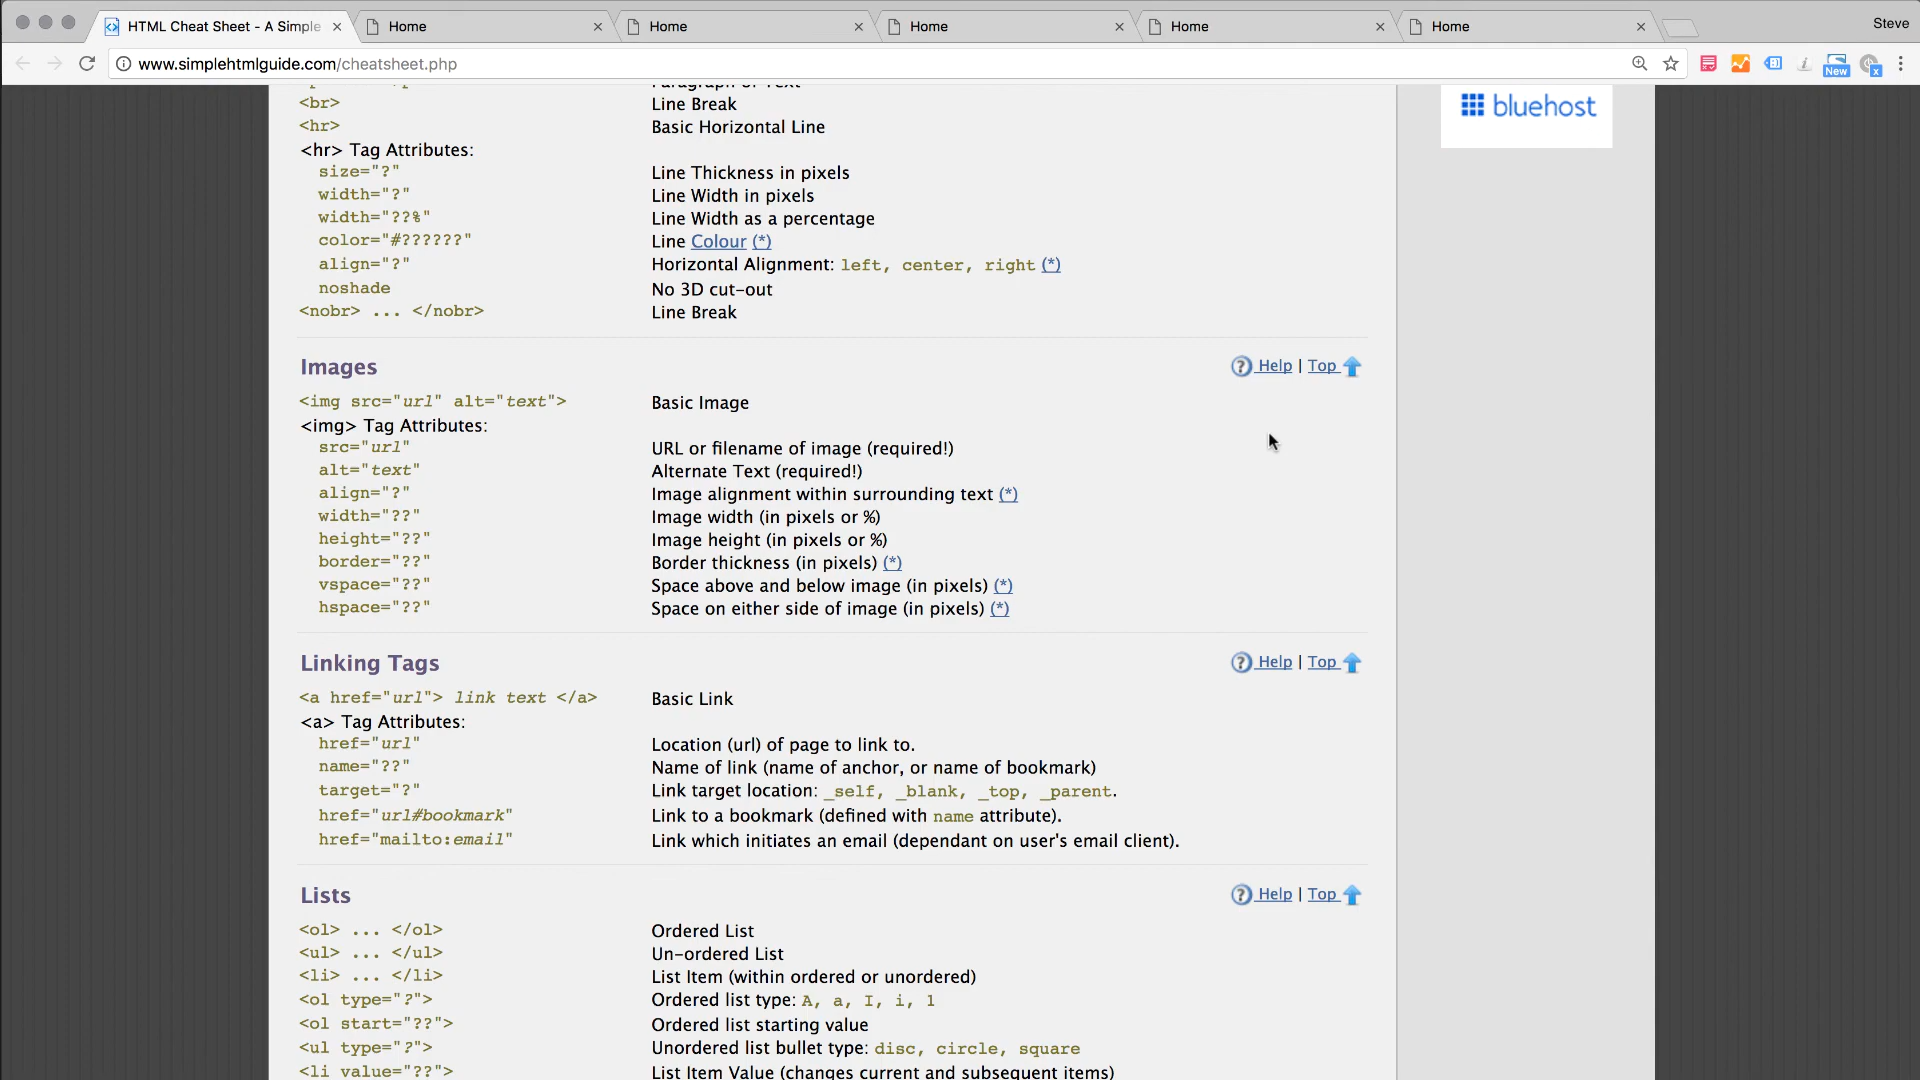 HTML Cheat Sheet - A Simple
Home
Home
Home
Home
Home
Steve
www.simplehtmlguide.com/cheatsheet.php
New
x
bluehost
<br> Line Break
<hr> Basic Horizontal Line
<hr> Tag Attributes:
size="?" Line Thickness in pixels
width="?" Line Width in pixels
width="??%" Line Width as a percentage
color="#??????" Line Colour (*)
align="?" Horizontal Alignment: left, center, right (*)
noshade No 3D cut-out
<nobr> ... </nobr> Line Break
Images ? Help | Top
<img src="url" alt="text"> Basic Image
<img> Tag Attributes:
src="url" URL or filename of image (required!)
alt="text" Alternate Text (required!)
align="?" Image alignment within surrounding text (*)
width="??" Image width (in pixels or %)
height="??" Image height (in pixels or %)
border="??" Border thickness (in pixels) (*)
vspace="??" Space above and below image (in pixels) (*)
hspace="??" Space on either side of image (in pixels) (*)
Linking Tags ? Help | Top
<a href="url"> link text </a> Basic Link
<a> Tag Attributes:
href="url" Location (url) of page to link to.
name="??" Name of link (name of anchor, or name of bookmark)
target="?" Link target location: _self, _blank, _top, _parent.
href="url#bookmark" Link to a bookmark (defined with name attribute).
href="mailto:email" Link which initiates an email (dependant on user's email client).
Lists ? Help | Top
<ol> ... </ol> Ordered List
<ul> ... </ul> Un-ordered List
<li> ... </li> List Item (within ordered or unordered)
<ol type="?"> Ordered list type: A, a, I, i, 1
<ol start="??"> Ordered list starting value
<ul type="?"> Unordered list bullet type: disc, circle, square
<li value="??"> List Item Value (changes current and subsequent items)